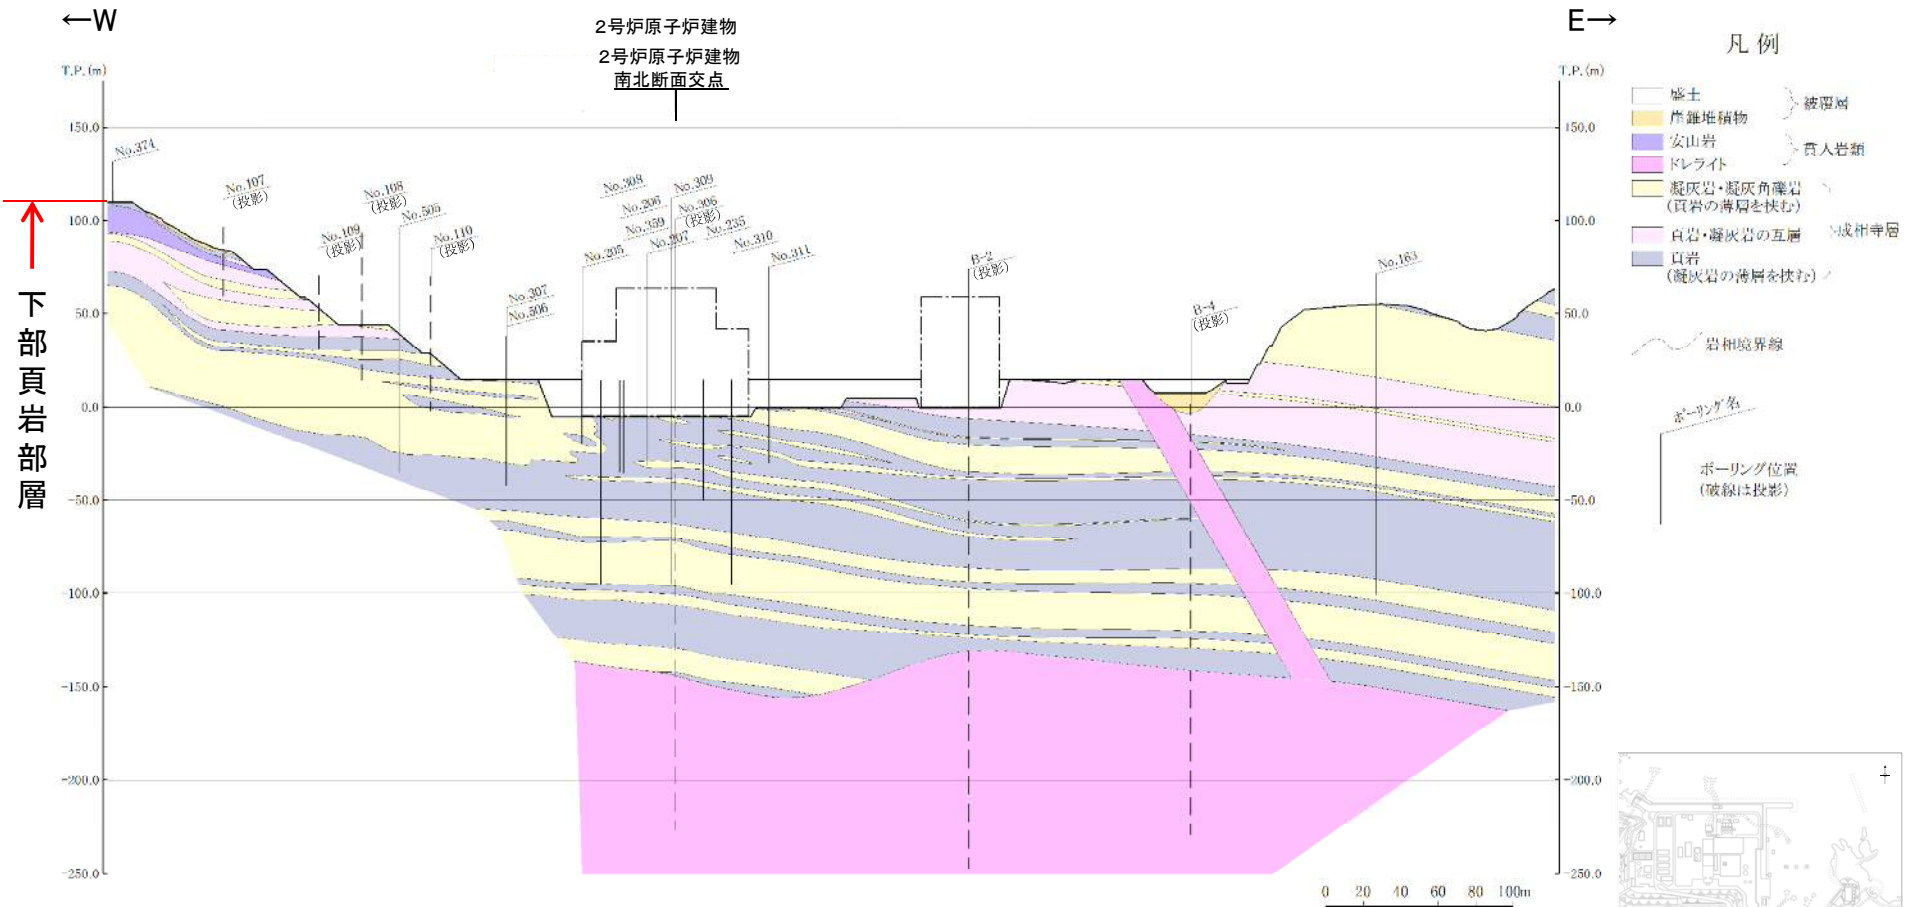 ←W
E→
2号炉原子炉建物
2号炉原子炉建物
南北断面交点
T.P.(m)
T.P.(m)
150.0
100.0
50.0
0.0
-50.0
-100.0
-150.0
-200.0
-250.0
150.0
100.0
50.0
0.0
-50.0
-100.0
-150.0
-200.0
-250.0
下部頁岩部層
No.374
No.107
(投影)
No.108
(投影)
No.109
(投影)
No.505
No.110
(投影)
No.307
No.506
No.205
No.308
No.206
No.359
No.207
No.309
No.306
(投影)
No.235
No.310
No.311
B-2
(投影)
B-4
(投影)
No.163
凡例
盛土
崖錐堆積物
被覆層
安山岩
ドレライト
貫入岩類
凝灰岩・凝灰角礫岩
(頁岩の薄層を挟む)
頁岩・凝灰岩の互層
成相寺層
頁岩
(凝灰岩の薄層を挟む)
岩相境界線
ボーリング名
ボーリング位置
(破線は投影)
0 20 40 60 80 100m